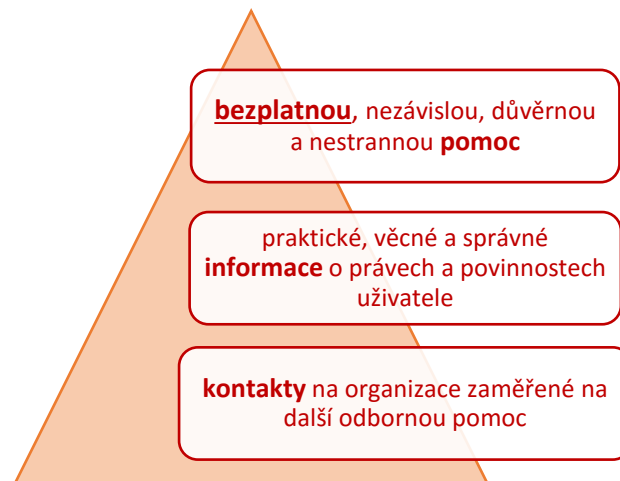 bezplatnou, nezávislou, důvěrnou
a nestrannou pomoc
praktické, věcné a správné
informace o právech a povinnostech
uživatele
kontakty na organizace zaměřené na
další odbornou pomoc